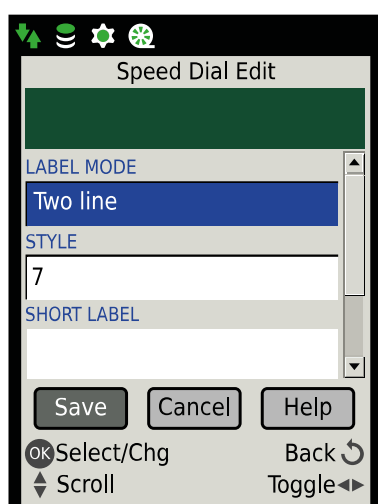 Speed Dial Edit
LABEL MODE
Two line
STYLE
7
SHORT LABEL
Save Cancel Help
OK Select/Chg Back
Scroll Toggle